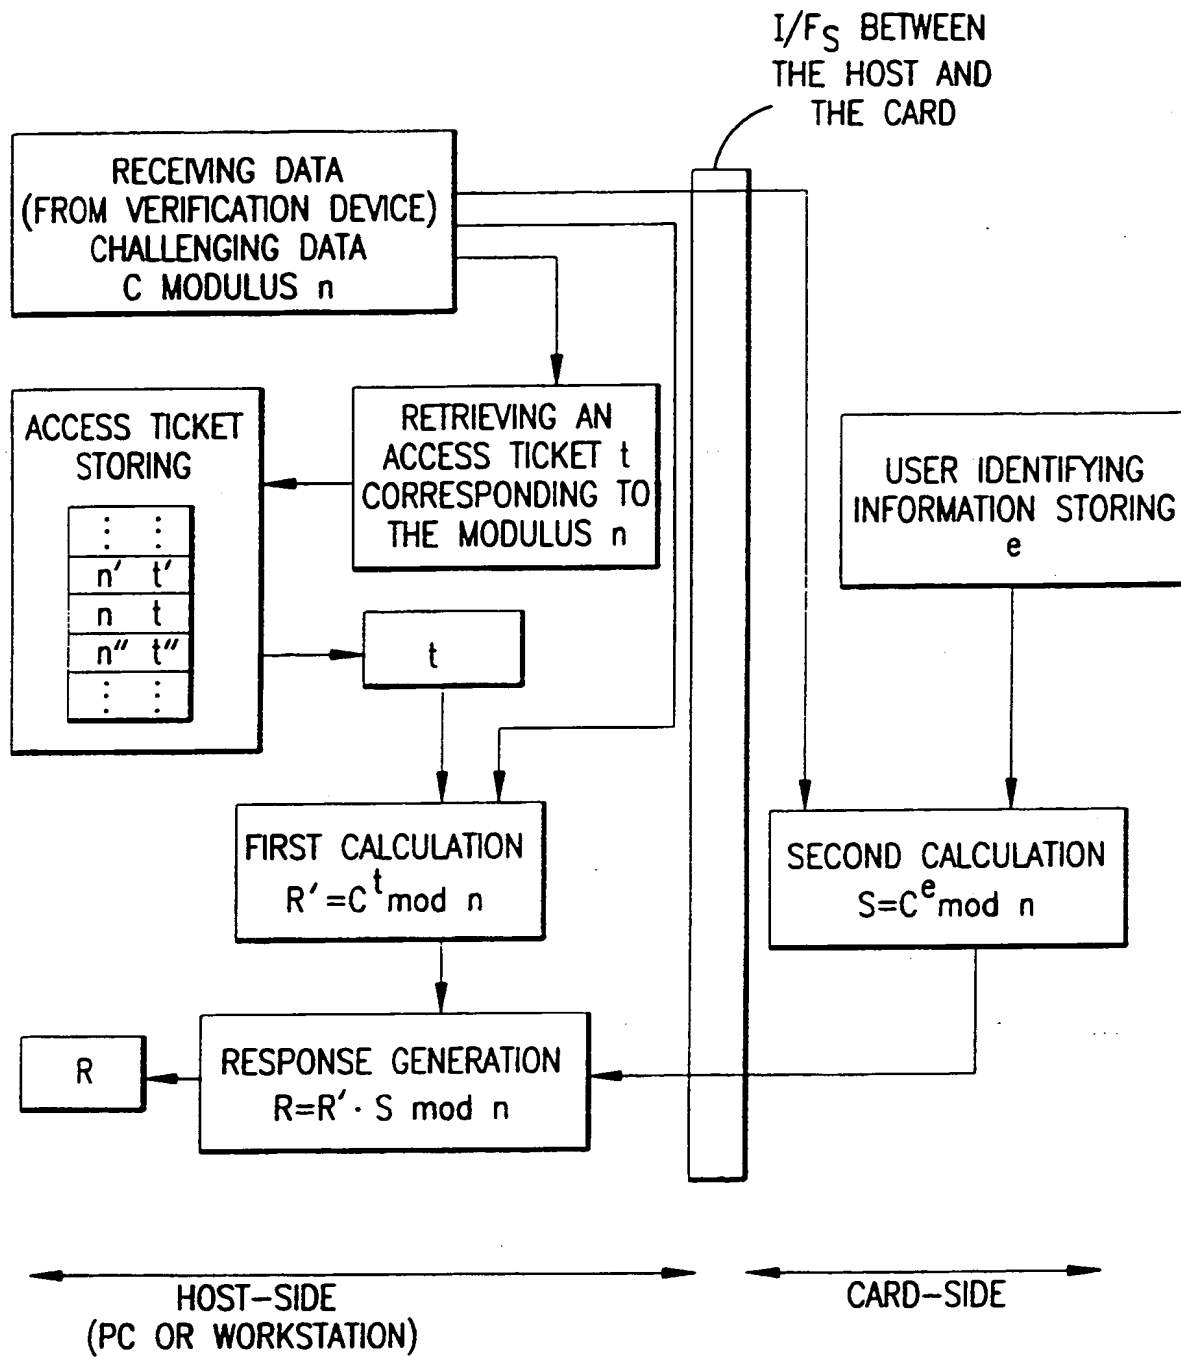 I/FS BETWEEN
THE HOST AND
THE CARD
RECEIVING DATA
(FROM VERIFICATION DEVICE)
CHALLENGING DATA
C MODULUS n
ACCESS TICKET
STORING
⋮ ⋮
n' t'
n t
n" t"
⋮ ⋮
RETRIEVING AN
ACCESS TICKET t
CORRESPONDING TO
THE MODULUS n
USER IDENTIFYING
INFORMATION STORING
e
t
FIRST CALCULATION
R'=C^t mod n
SECOND CALCULATION
S=C^e mod n
RESPONSE GENERATION
R=R'· S mod n
R
HOST-SIDE
(PC OR WORKSTATION)
CARD-SIDE